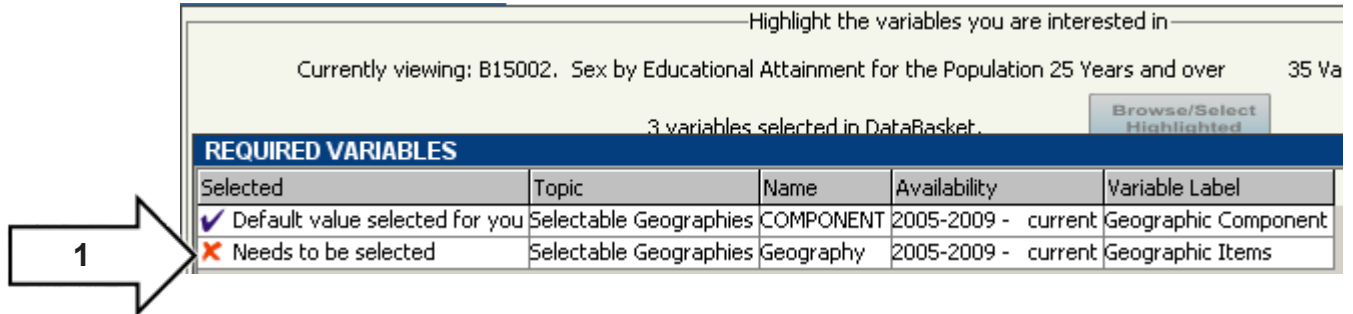 Highlight the variables you are interested in
Currently viewing: B15002. Sex by Educational Attainment for the Population 25 Years and over 35 Va
3 variables selected in DataBasket.
Browse/Select
Highlighted
REQUIRED VARIABLES
Selected Topic Name Availability Variable Label
Default value selected for you Selectable Geographies COMPONENT 2005-2009 - current Geographic Component
1
Needs to be selected Selectable Geographies Geography 2005-2009 - current Geographic Items